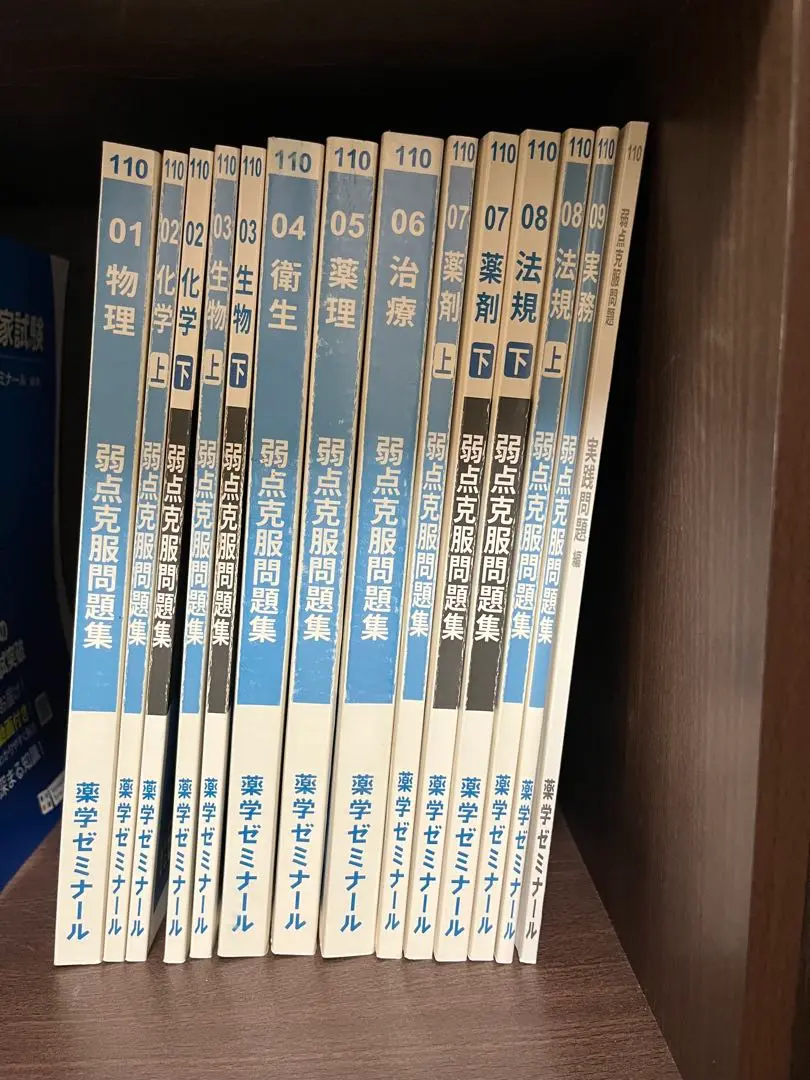 110
01 物理
弱点克服問題集
薬学ゼミナール
110
02 化学 上
弱点克服問題集
薬学ゼミナール
110
02 化学 下
弱点克服問題集
薬学ゼミナール
110
03 生物 上
弱点克服問題集
薬学ゼミナール
110
03 生物 下
弱点克服問題集
薬学ゼミナール
110
04 衛生
弱点克服問題集
薬学ゼミナール
110
05 薬理
弱点克服問題集
薬学ゼミナール
110
06 治療
弱点克服問題集
薬学ゼミナール
110
07 薬剤 上
弱点克服問題集
薬学ゼミナール
110
07 薬剤 下
弱点克服問題集
薬学ゼミナール
110
08 法規 下
弱点克服問題集
薬学ゼミナール
110
08 法規 上
弱点克服問題集
薬学ゼミナール
110
09 実務
弱点克服問題集
薬学ゼミナール
110
弱点克服問題
実践問題 編
薬学ゼミナール
家試験
ミナール